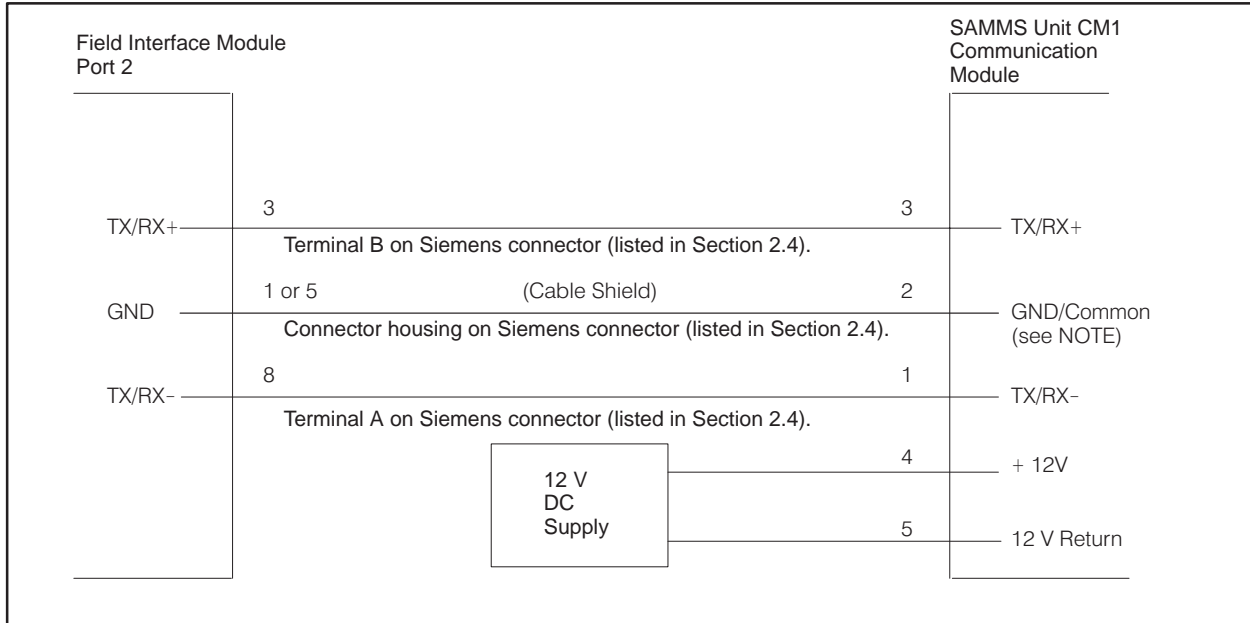 Field Interface Module
Port 2
SAMMS Unit CM1
Communication
Module
TX/RX+
3
3
TX/RX+
Terminal B on Siemens connector (listed in Section 2.4).
GND
1 or 5
(Cable Shield)
2
GND/Common
(see NOTE)
Connector housing on Siemens connector (listed in Section 2.4).
TX/RX-
8
1
TX/RX-
Terminal A on Siemens connector (listed in Section 2.4).
12 V
DC
Supply
4
+ 12V
5
12 V Return